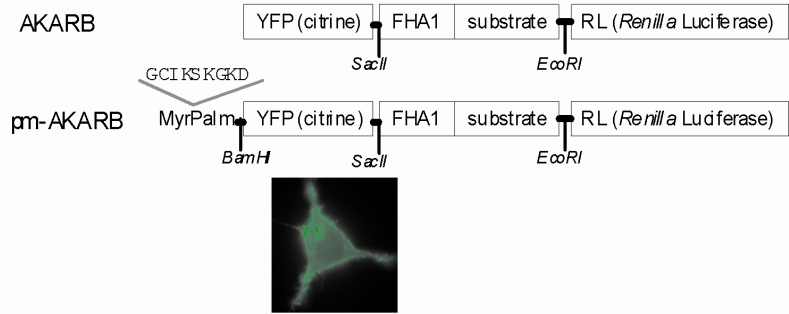 AKARB YFP (citrine) FHA1 substrate RL (Renilla Luciferase)
SacII EcoRI
GCIKSKGKD
pm-AKARB MyrPalm YFP (citrine) FHA1 substrate RL (Renilla Luciferase)
BamHI SacII EcoRI